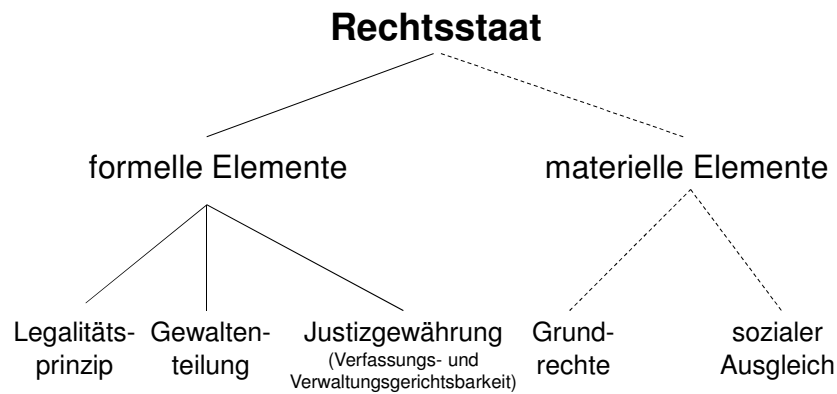 Rechtsstaat
formelle Elemente
materielle Elemente
Legalitäts-
prinzip
Gewalten-
teilung
Justizgewährung
(Verfassungs- und
Verwaltungsgerichtsbarkeit)
Grund-
rechte
sozialer
Ausgleich